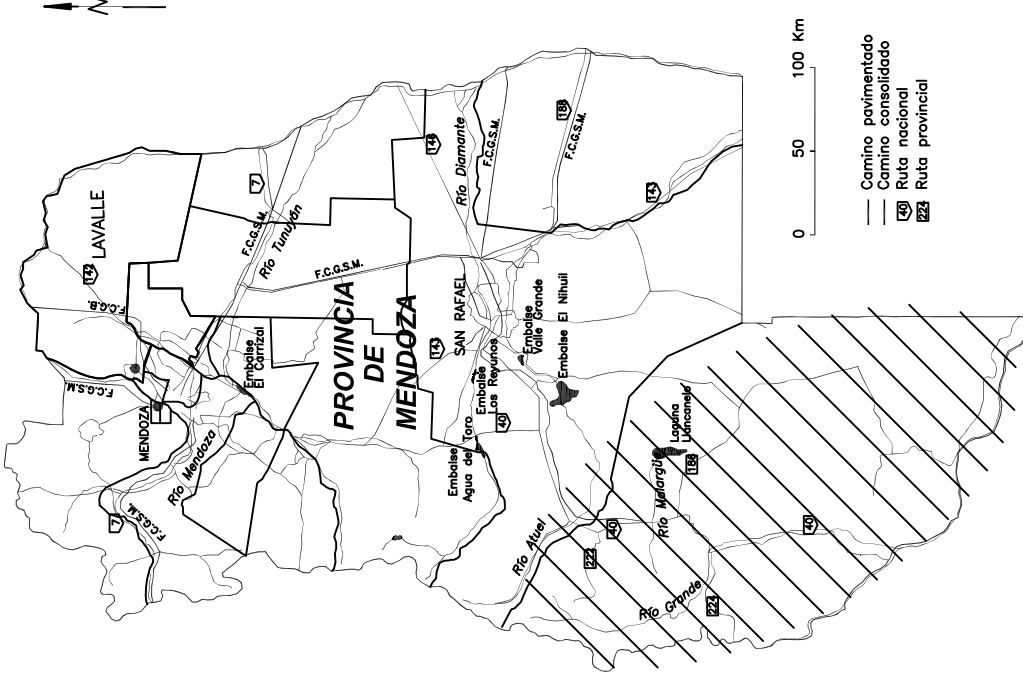 N
LAVALLE
142
F.C.G.B.
F.C.G.S.M.
MENDOZA
Río Mendoza
F.C.G.S.M.
7
7
F.C.G.S.M.
Río Tunuyán
Embalse
El Carrizal
F.C.G.S.M.
PROVINCIA
DE
MENDOZA
146
Río Diamante
F.C.G.S.M.
188
F.C.G.S.M.
143
143
SAN RAFAEL
Embalse
Los Reyunos
Embalse
Valle Grande
Embalse El Nihuil
40
Embalse
Agua del Toro
Río Atuel
222
40
Río Malargüe
Laguna
Llancanelo
186
Río Grande
224
40
0 50 100 Km
Camino pavimentado
Camino consolidado
40 Ruta nacional
224 Ruta provincial